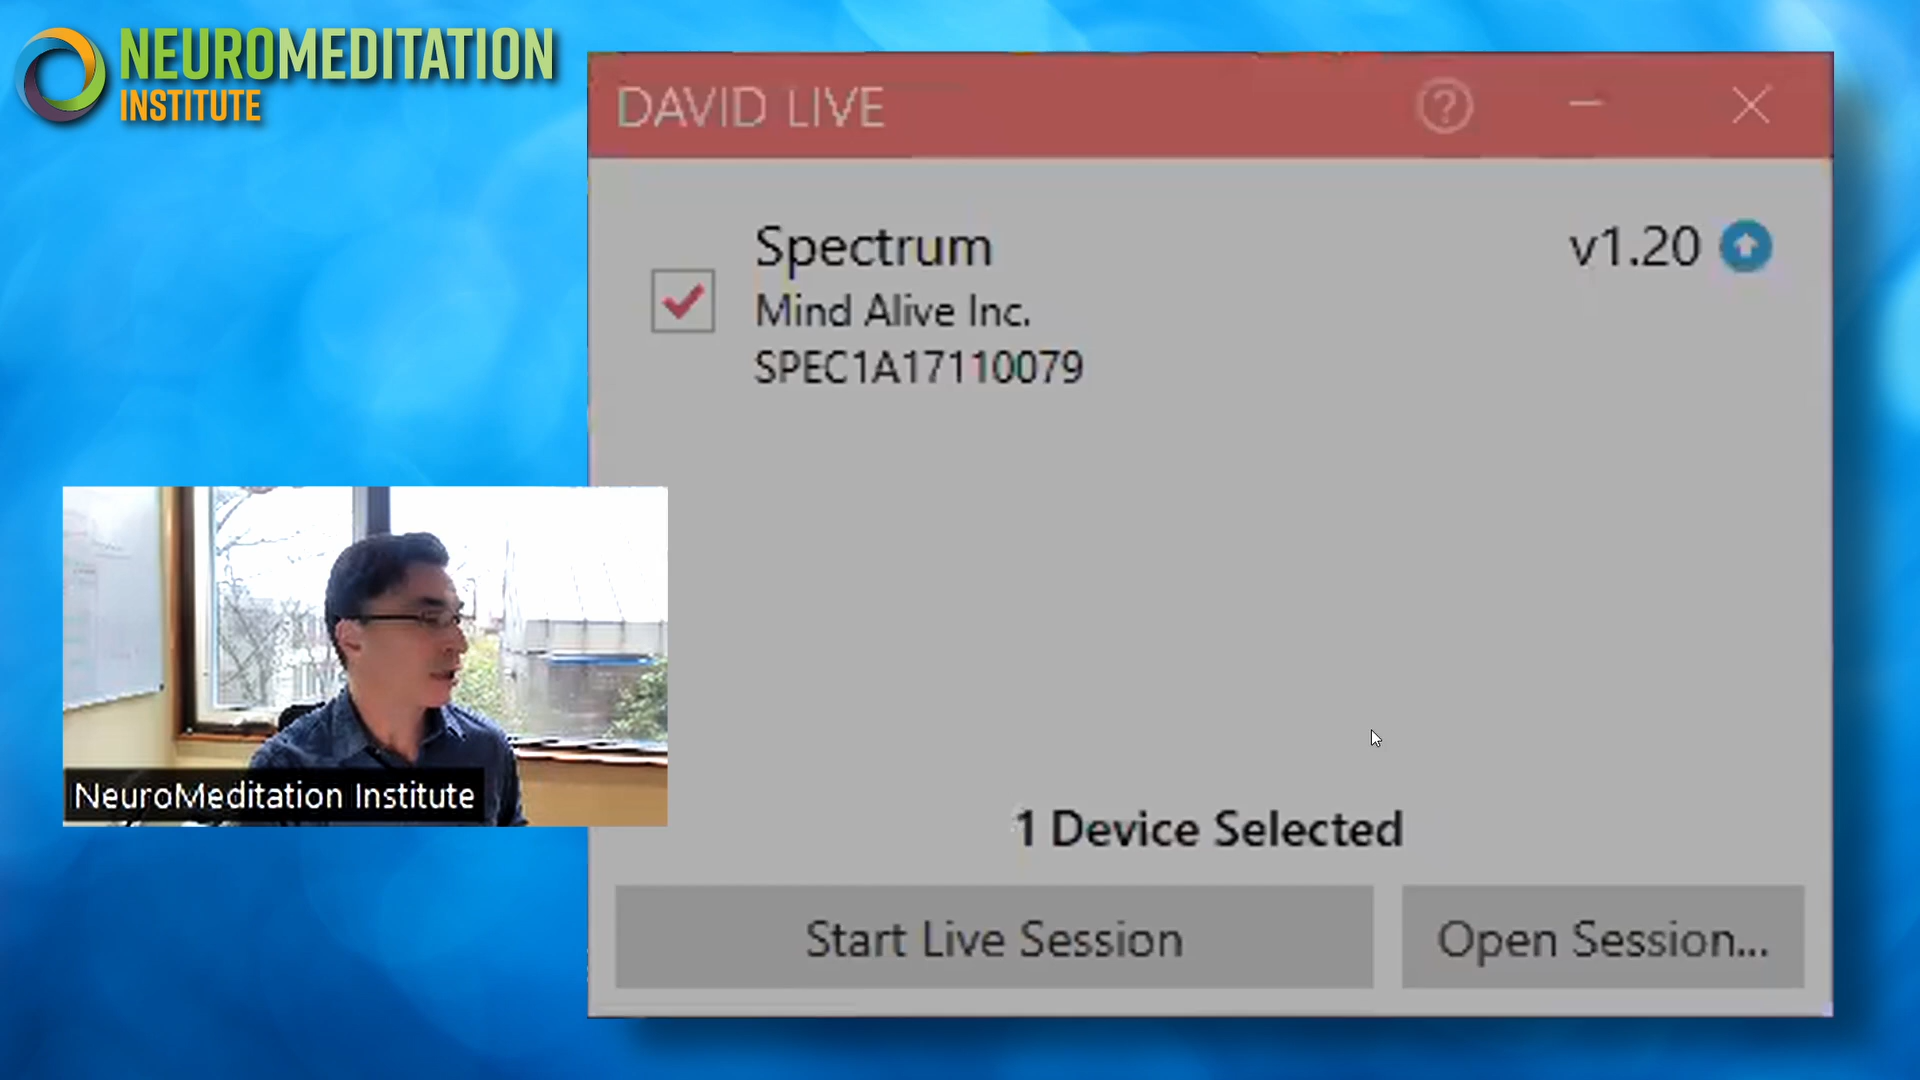 NEUROMEDITATION
INSTITUTE
DAVID LIVE
Spectrum
v1.20
Mind Alive Inc.
SPEC1A17110079
NeuroMeditation Institute
1 Device Selected
Start Live Session
Open Session...